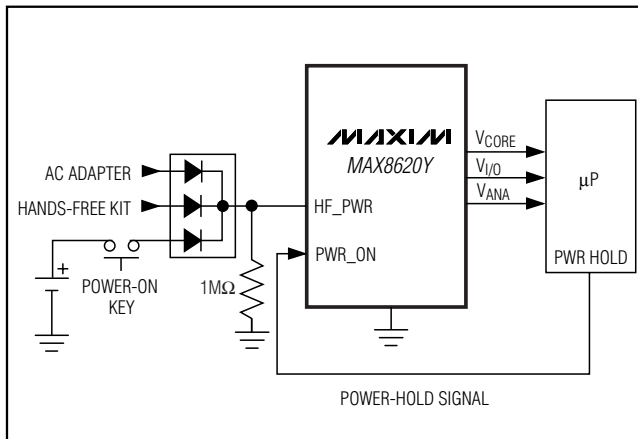 AC ADAPTER
HANDS-FREE KIT
+
POWER-ON
KEY
1MΩ
HF_PWR
PWR_ON
MAXIM
MAX8620Y
VCORE
VI/O
VANA
μP
PWR HOLD
POWER-HOLD SIGNAL